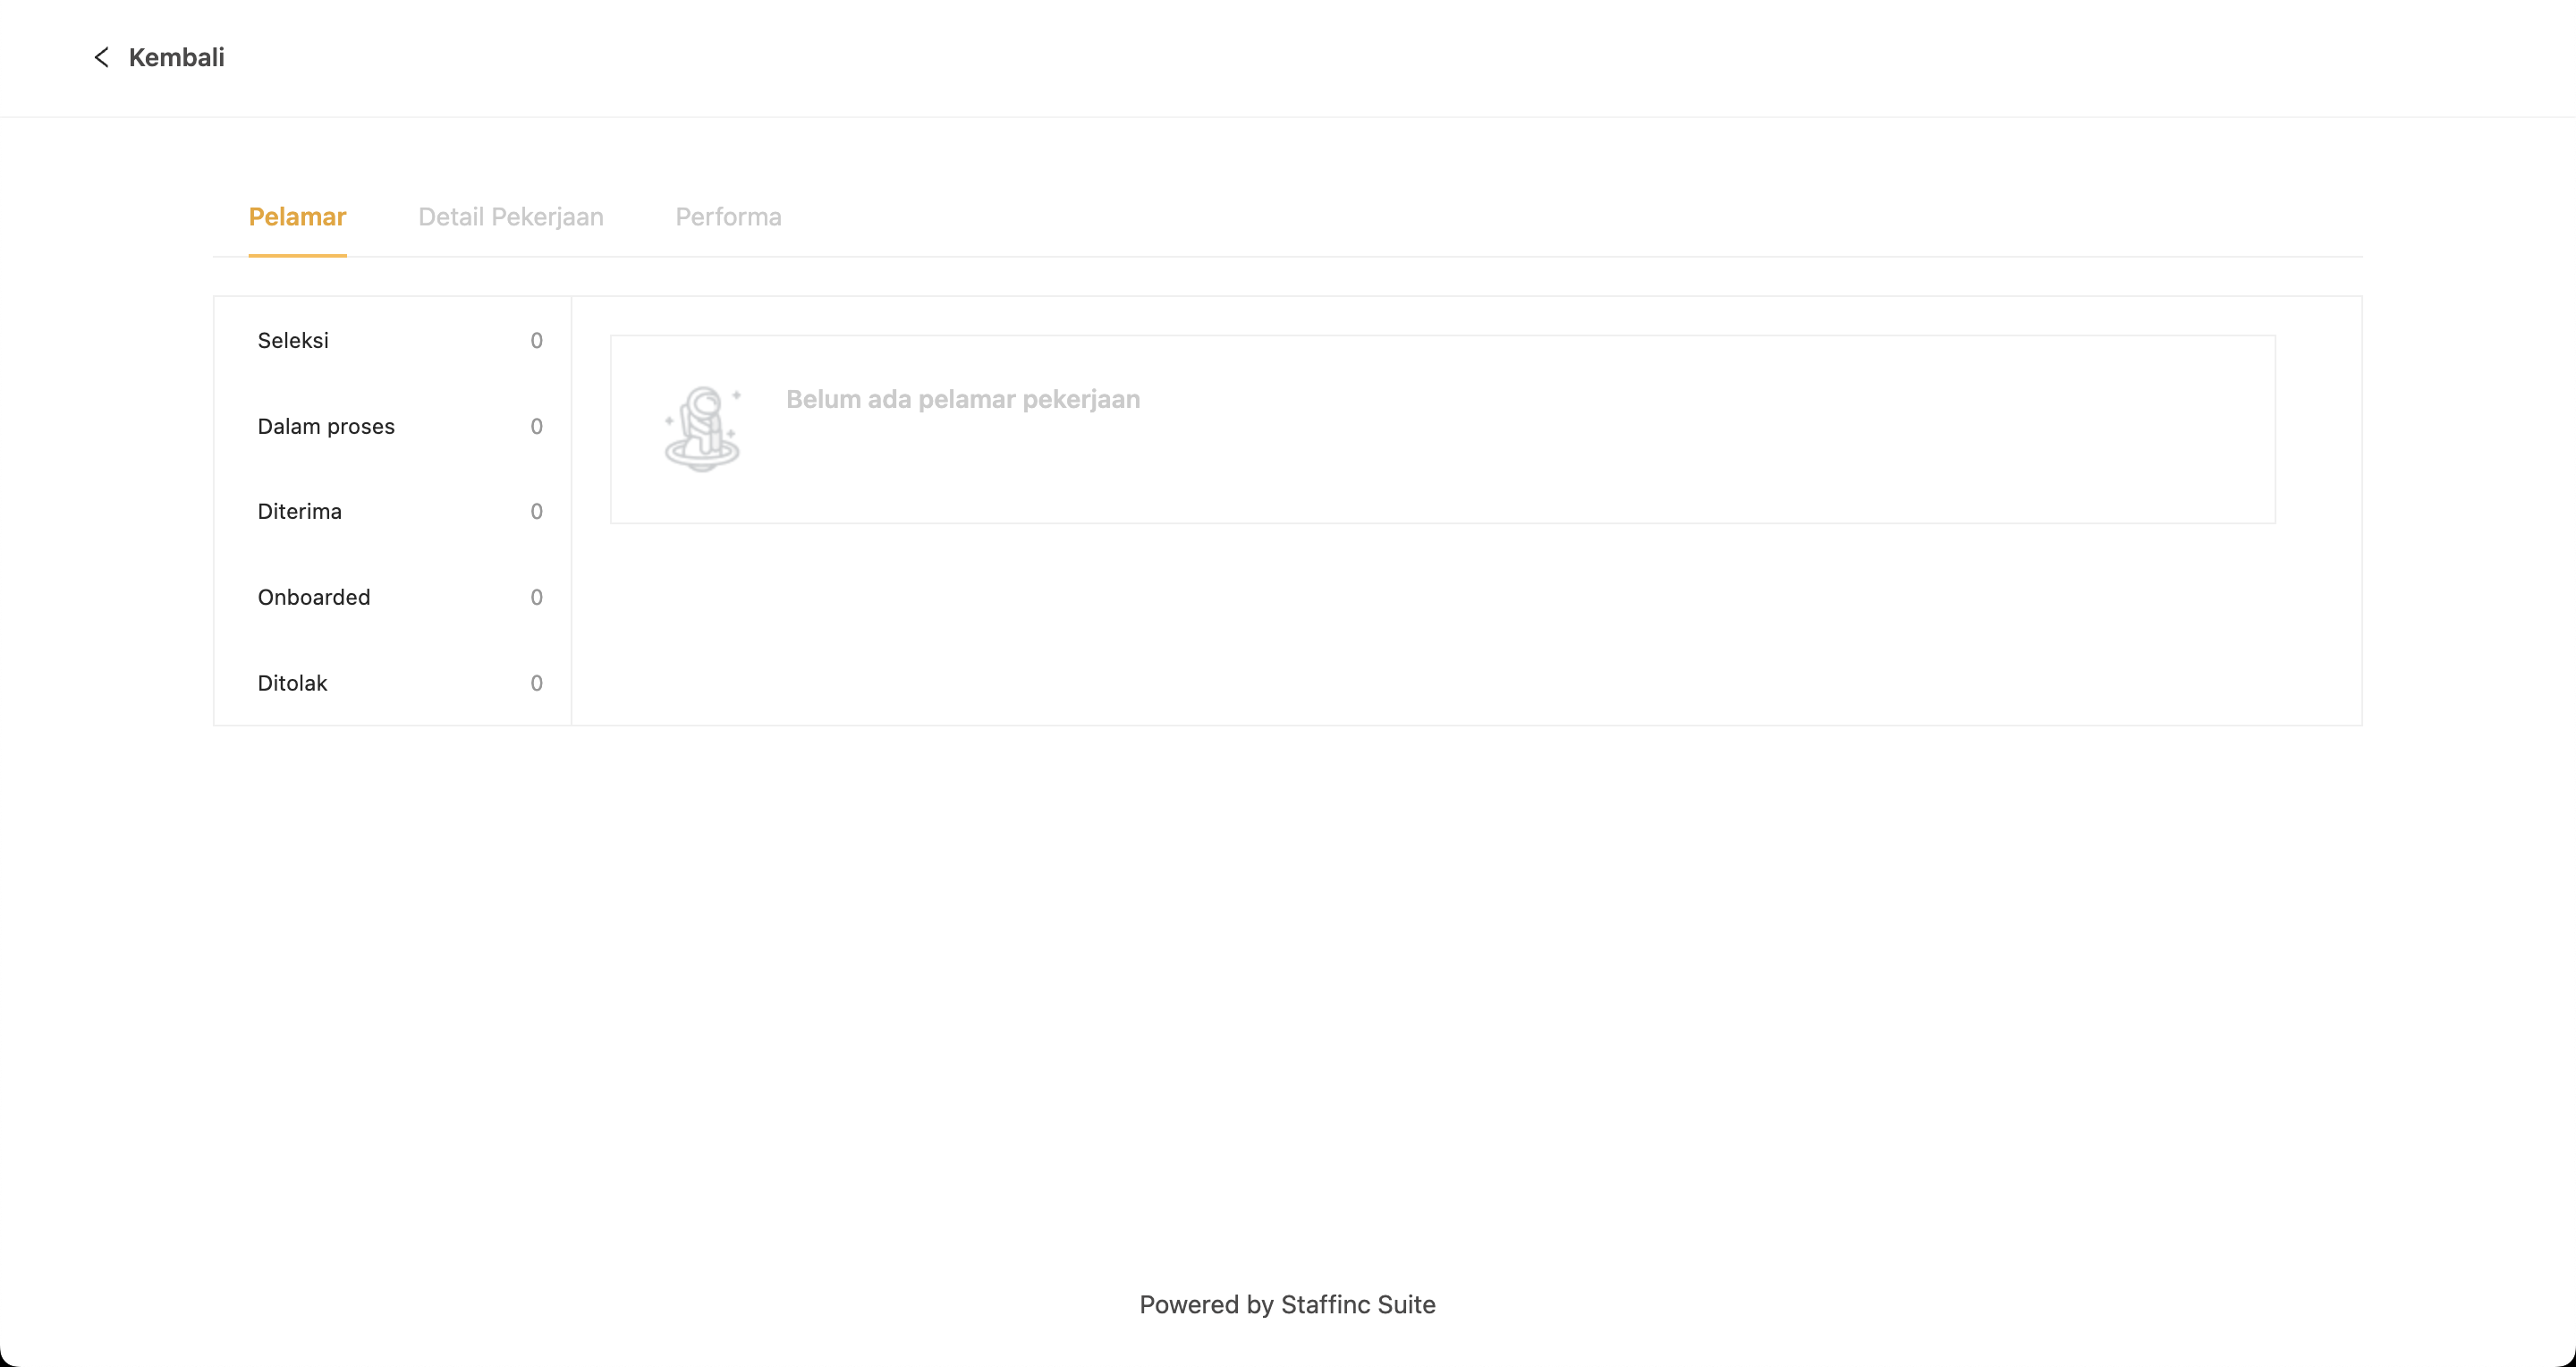 Kembali
Pelamar Detail Pekerjaan Performa
Seleksi 0
Dalam proses 0
Diterima 0
Onboarded 0
Ditolak 0
Belum ada pelamar pekerjaan
Powered by Staffinc Suite